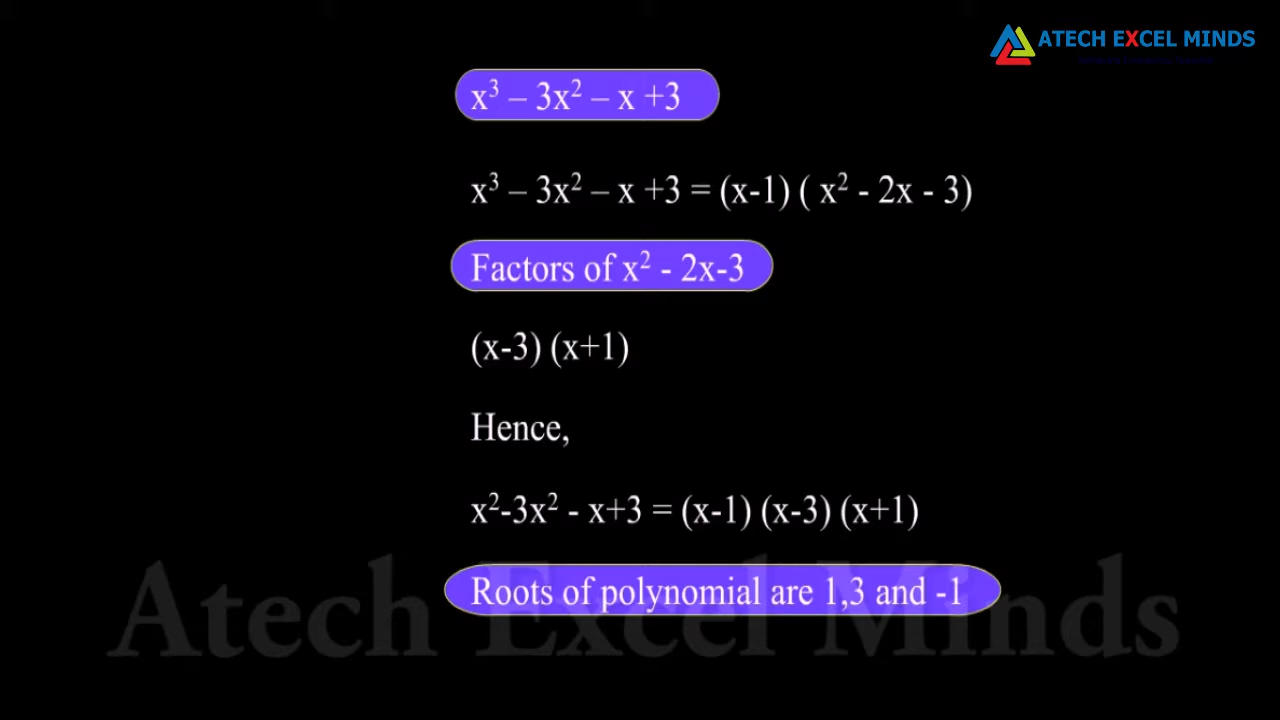 ATECH EXCEL MINDS
x³ – 3x² – x +3
x³ – 3x² – x +3 = (x-1) ( x² - 2x - 3)
Factors of x² - 2x-3
(x-3) (x+1)
Hence,
x²-3x² - x+3 = (x-1) (x-3) (x+1)
Roots of polynomial are 1,3 and -1
Atech Excel Minds